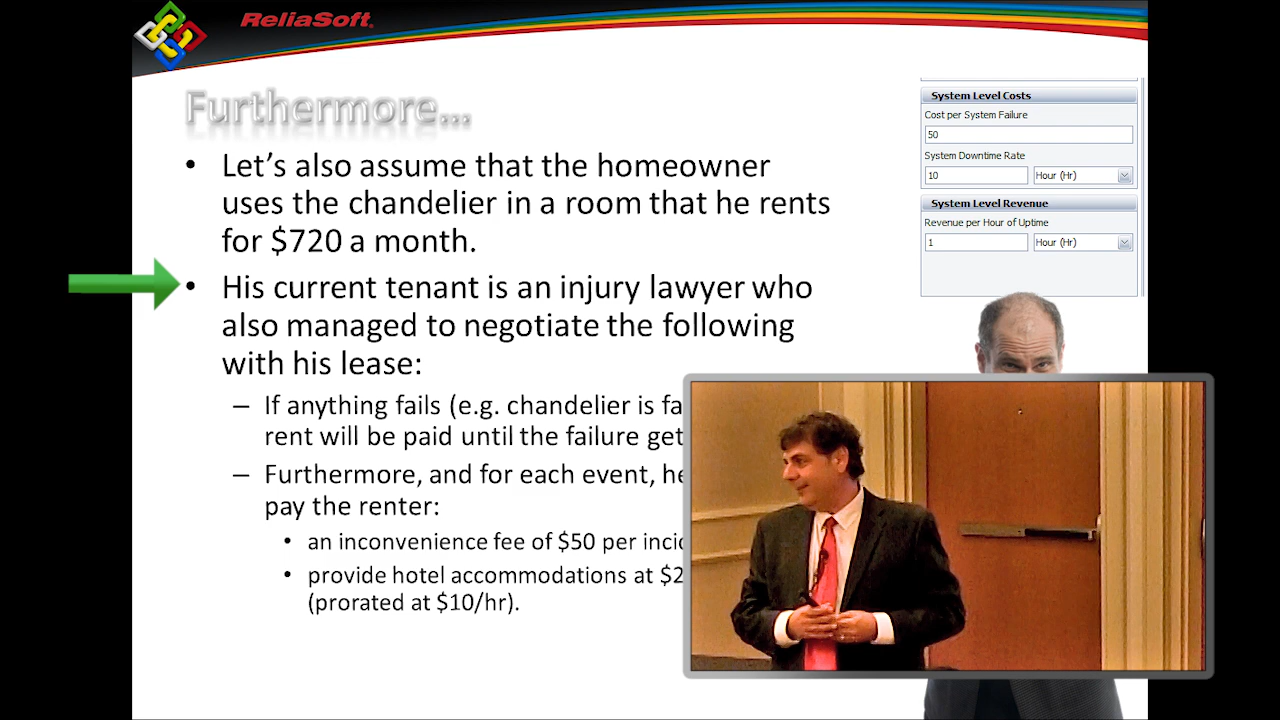 ReliaSoft
Furthermore...
• Let's also assume that the homeowner
uses the chandelier in a room that he rents
for $720 a month.
• His current tenant is an injury lawyer who
also managed to negotiate the following
with his lease:
– If anything fails (e.g. chandelier is fa
rent will be paid until the failure get
– Furthermore, and for each event, he
pay the renter:
• an inconvenience fee of $50 per inci
• provide hotel accommodations at $2
(prorated at $10/hr).
System Level Costs
Cost per System Failure
50
System Downtime Rate
10 Hour (Hr)
System Level Revenue
Revenue per Hour of Uptime
1 Hour (Hr)